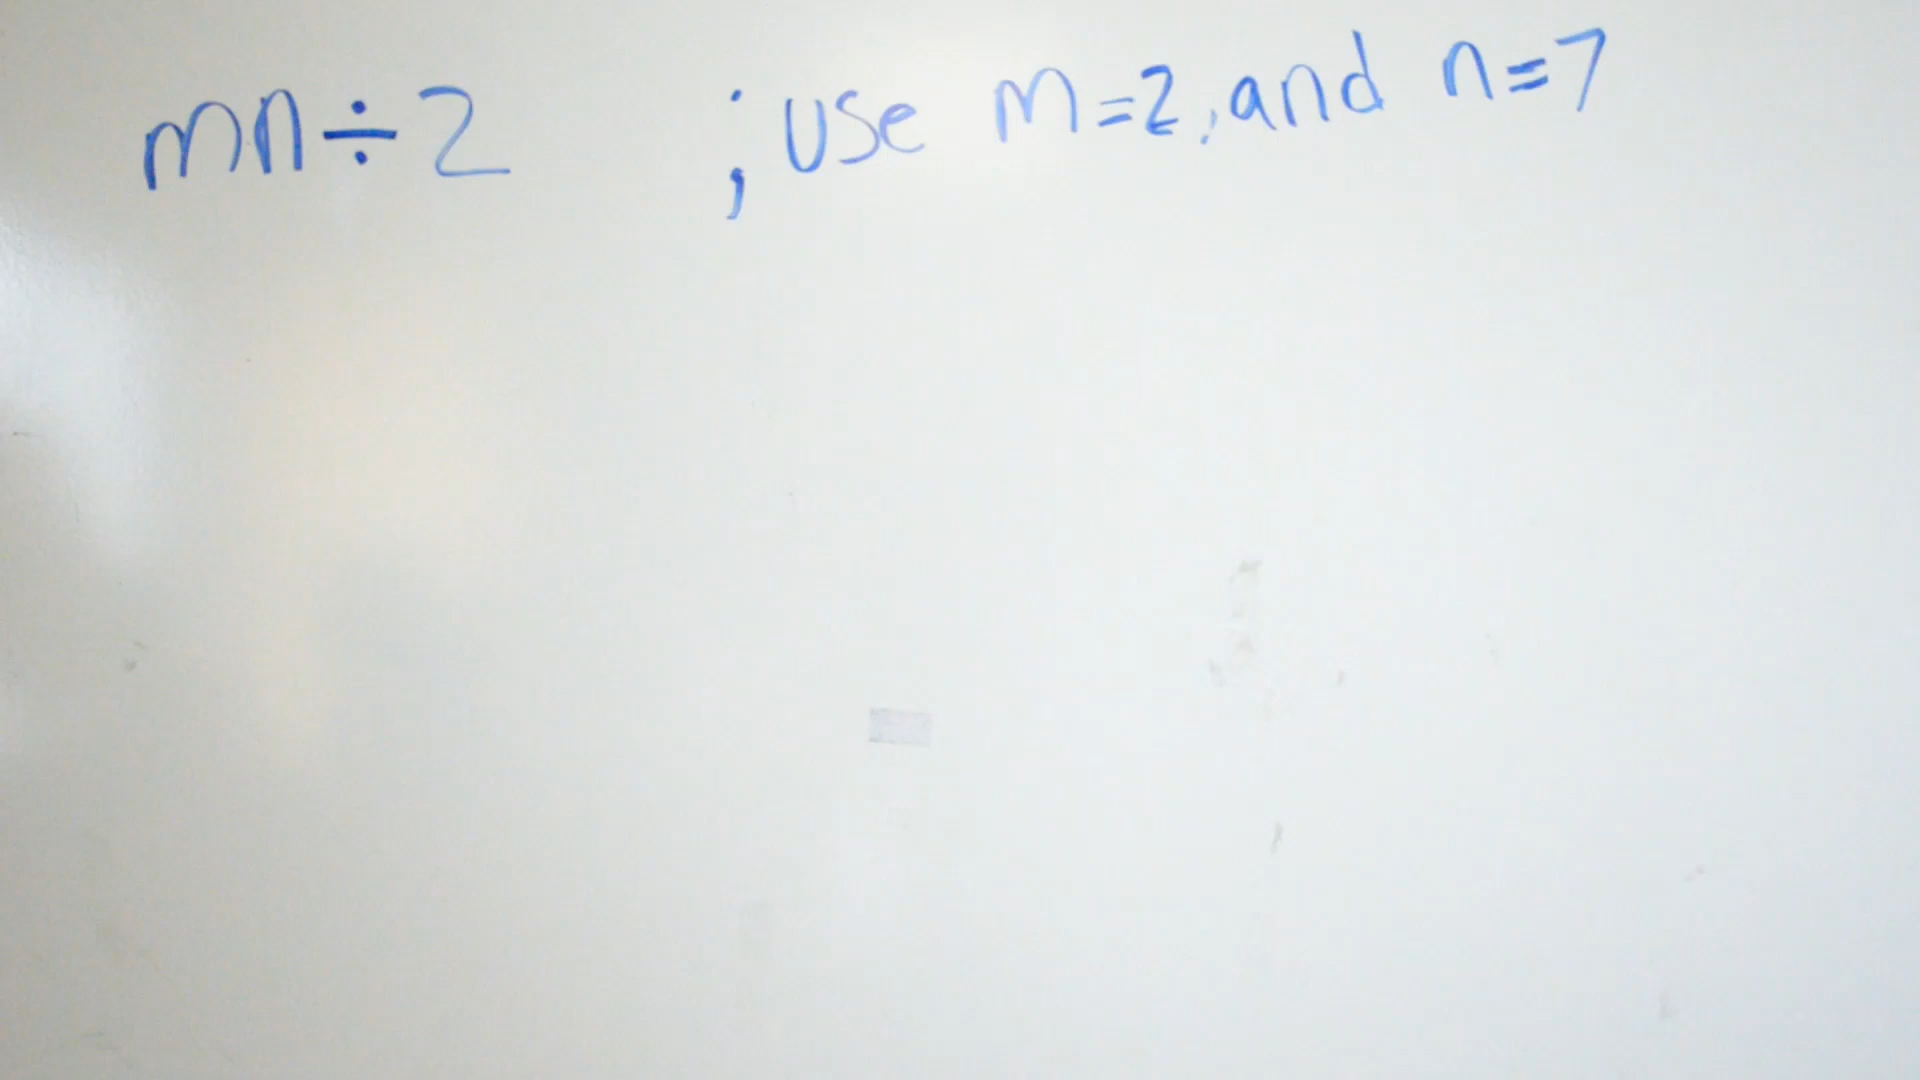 mn÷2 ; use m=2, and n=7